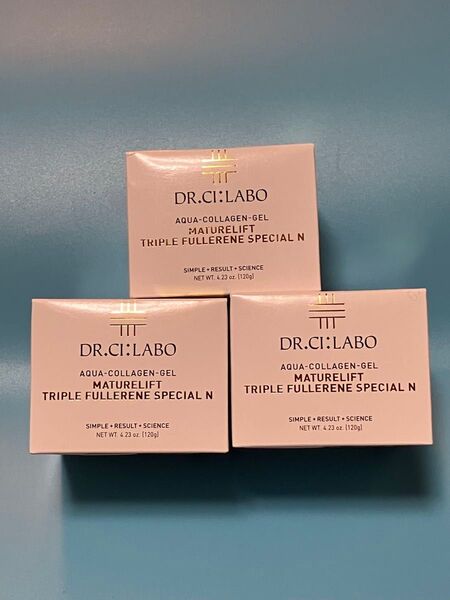 DR.CI:LABO
AQUA-COLLAGEN-GEL
MATURELIFT
TRIPLE FULLERENE SPECIAL N
SIMPLE + RESULT + SCIENCE
NET WT. 4.23 oz. (120g)
DR.CI:LABO
AQUA-COLLAGEN-GEL
MATURELIFT
TRIPLE FULLERENE SPECIAL N
SIMPLE + RESULT + SCIENCE
NET WT. 4.23 oz. (120g)
DR.CI:LABO
AQUA-COLLAGEN-GEL
MATURELIFT
TRIPLE FULLERENE SPECIAL N
SIMPLE + RESULT + SCIENCE
NET WT. 4.23 oz. (120g)